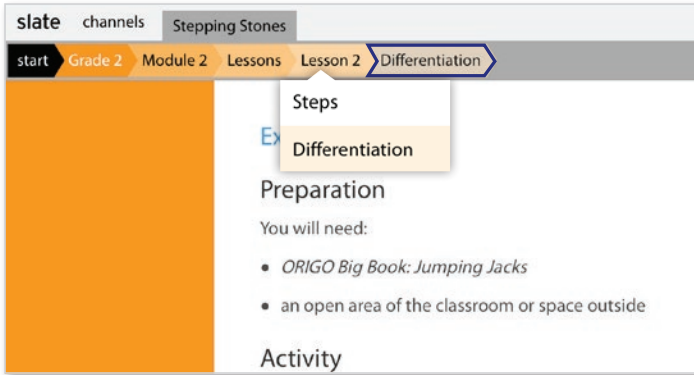 slate channels Stepping Stones
start Grade 2 Module 2 Lessons Lesson 2 Differentiation
Steps
Differentiation
Preparation
You will need:
• ORIGO Big Book: Jumping Jacks
• an open area of the classroom or space outside
Activity